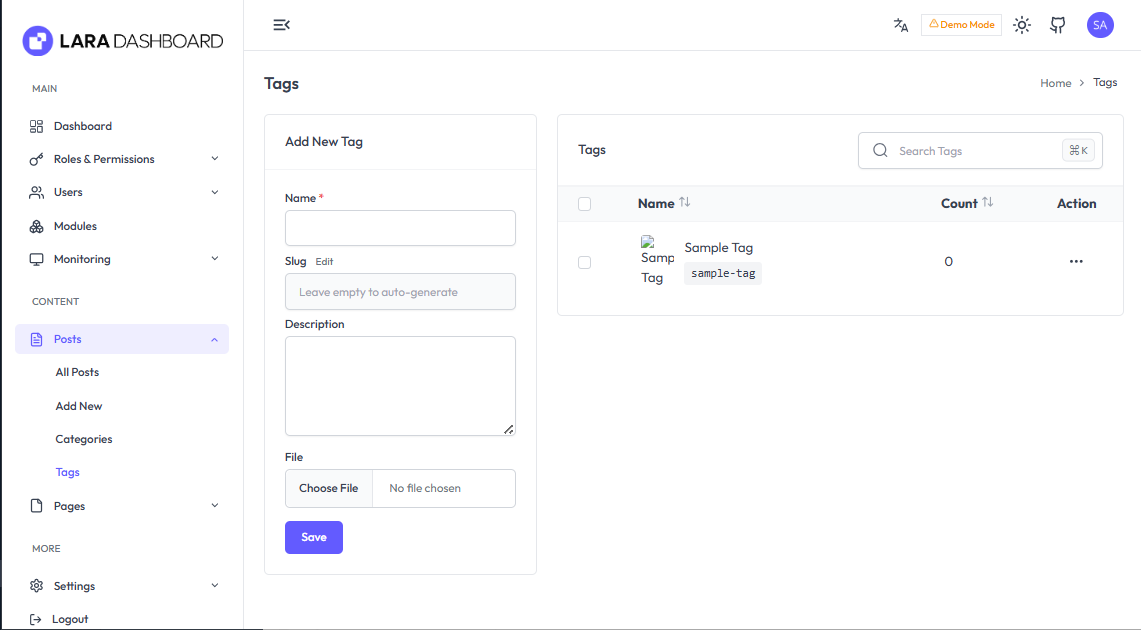 LARA DASHBOARD
MAIN
Dashboard
Roles & Permissions
Users
Modules
Monitoring
CONTENT
Posts
All Posts
Add New
Categories
Tags
Pages
MORE
Settings
Logout
Demo Mode
SA
Tags
Home > Tags
Add New Tag
Name *
Slug Edit
Leave empty to auto-generate
Description
File
Choose File No file chosen
Save
Tags
Search Tags ⌘K
Name Count Action
Samp
Tag
Sample Tag
sample-tag
0